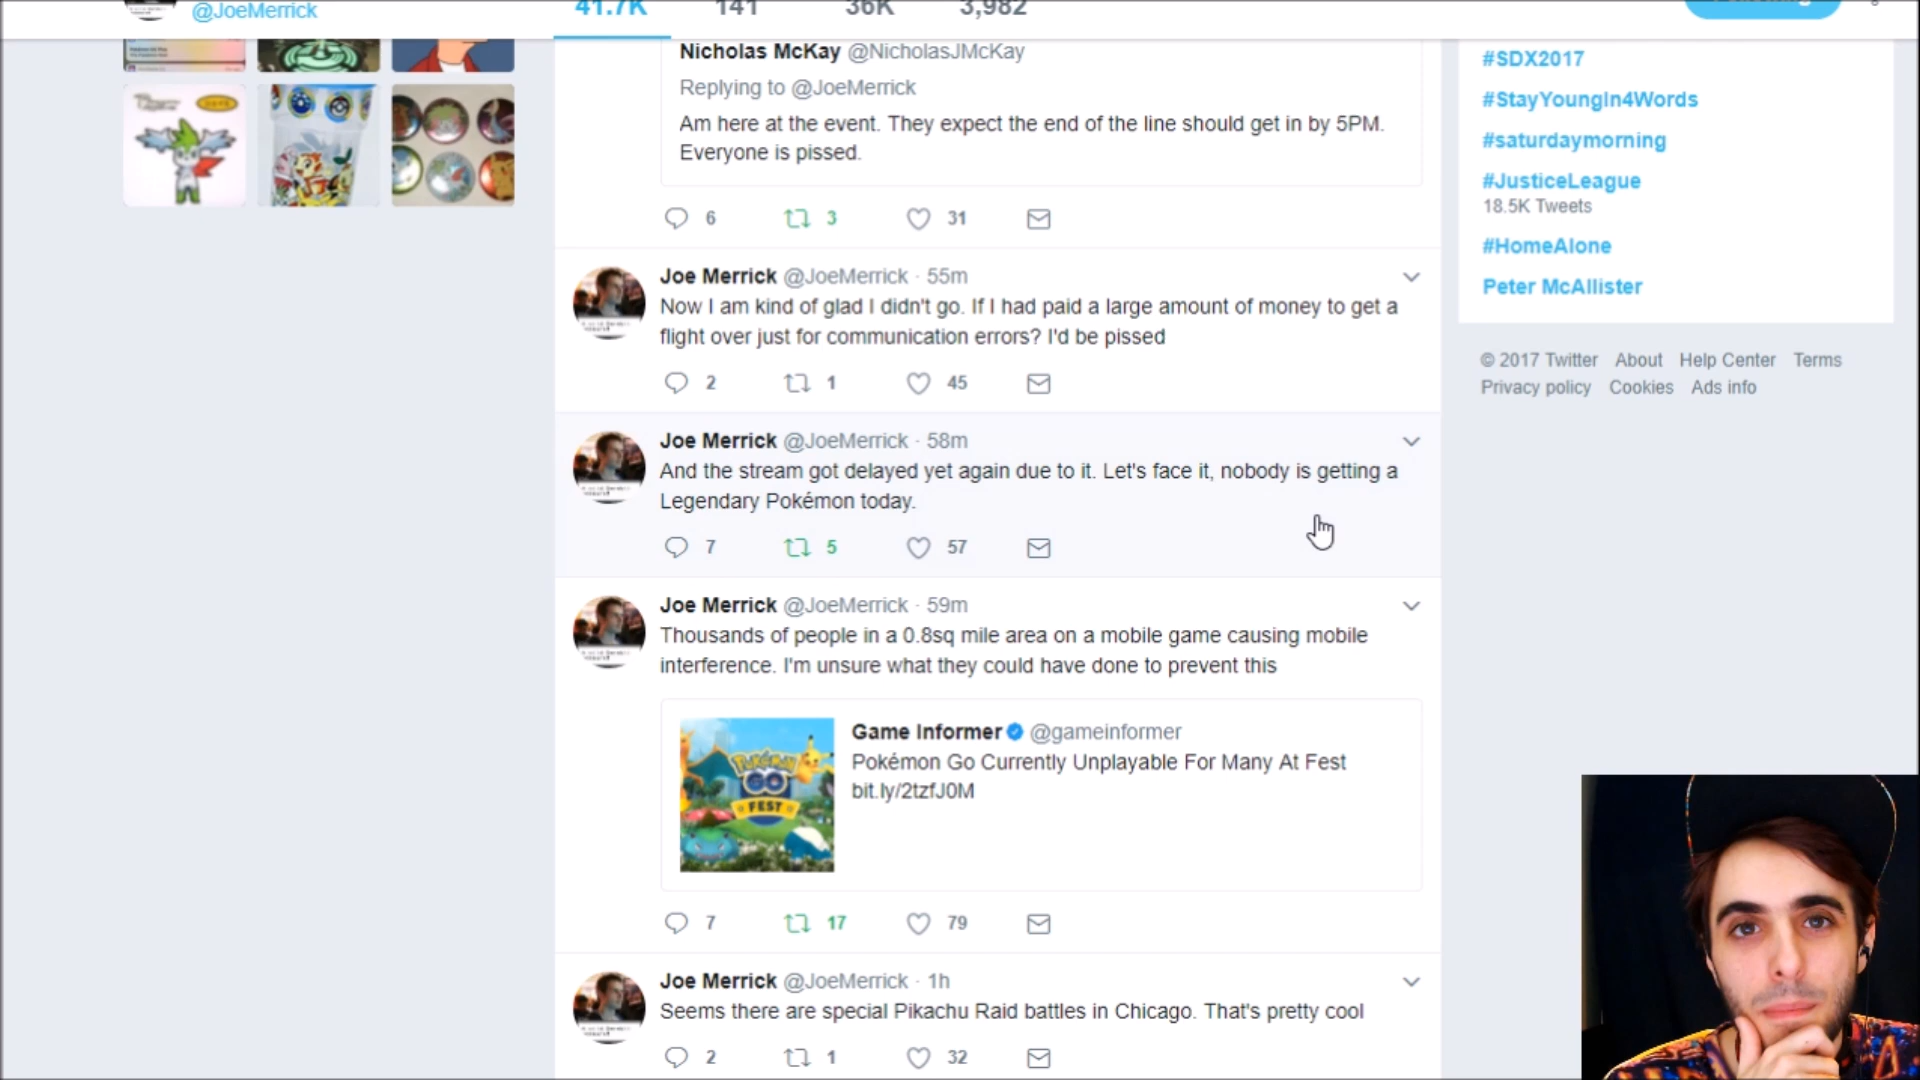 @JoeMerrick
41.7K 141 36K 3,982
Nicholas McKay @NicholasJMcKay
Replying to @JoeMerrick
Am here at the event. They expect the end of the line should get in by 5PM.
Everyone is pissed.
6 3 31
Joe Merrick @JoeMerrick · 55m
Now I am kind of glad I didn't go. If I had paid a large amount of money to get a
flight over just for communication errors? I'd be pissed
2 1 45
Joe Merrick @JoeMerrick · 58m
And the stream got delayed yet again due to it. Let's face it, nobody is getting a
Legendary Pokémon today.
7 5 57
Joe Merrick @JoeMerrick · 59m
Thousands of people in a 0.8sq mile area on a mobile game causing mobile
interference. I'm unsure what they could have done to prevent this
POKÉMON
GO
FEST
Game Informer @gameinformer
Pokémon Go Currently Unplayable For Many At Fest
bit.ly/2tzfJ0M
7 17 79
Joe Merrick @JoeMerrick · 1h
Seems there are special Pikachu Raid battles in Chicago. That's pretty cool
2 1 32
#SDX2017
#StayYoungIn4Words
#saturdaymorning
#JusticeLeague
18.5K Tweets
#HomeAlone
Peter McAllister
© 2017 Twitter About Help Center Terms
Privacy policy Cookies Ads info